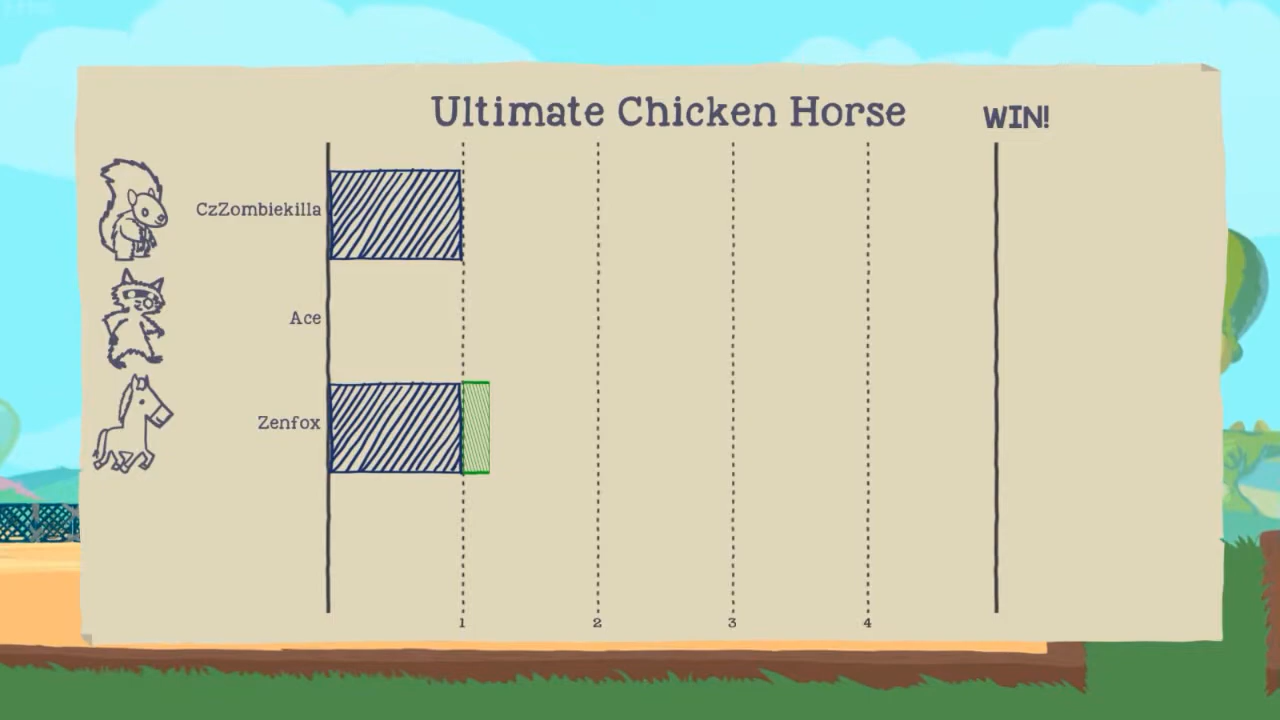 Ultimate Chicken Horse
WIN!
CzZombiekilla
Ace
Zenfox
1 2 3 4